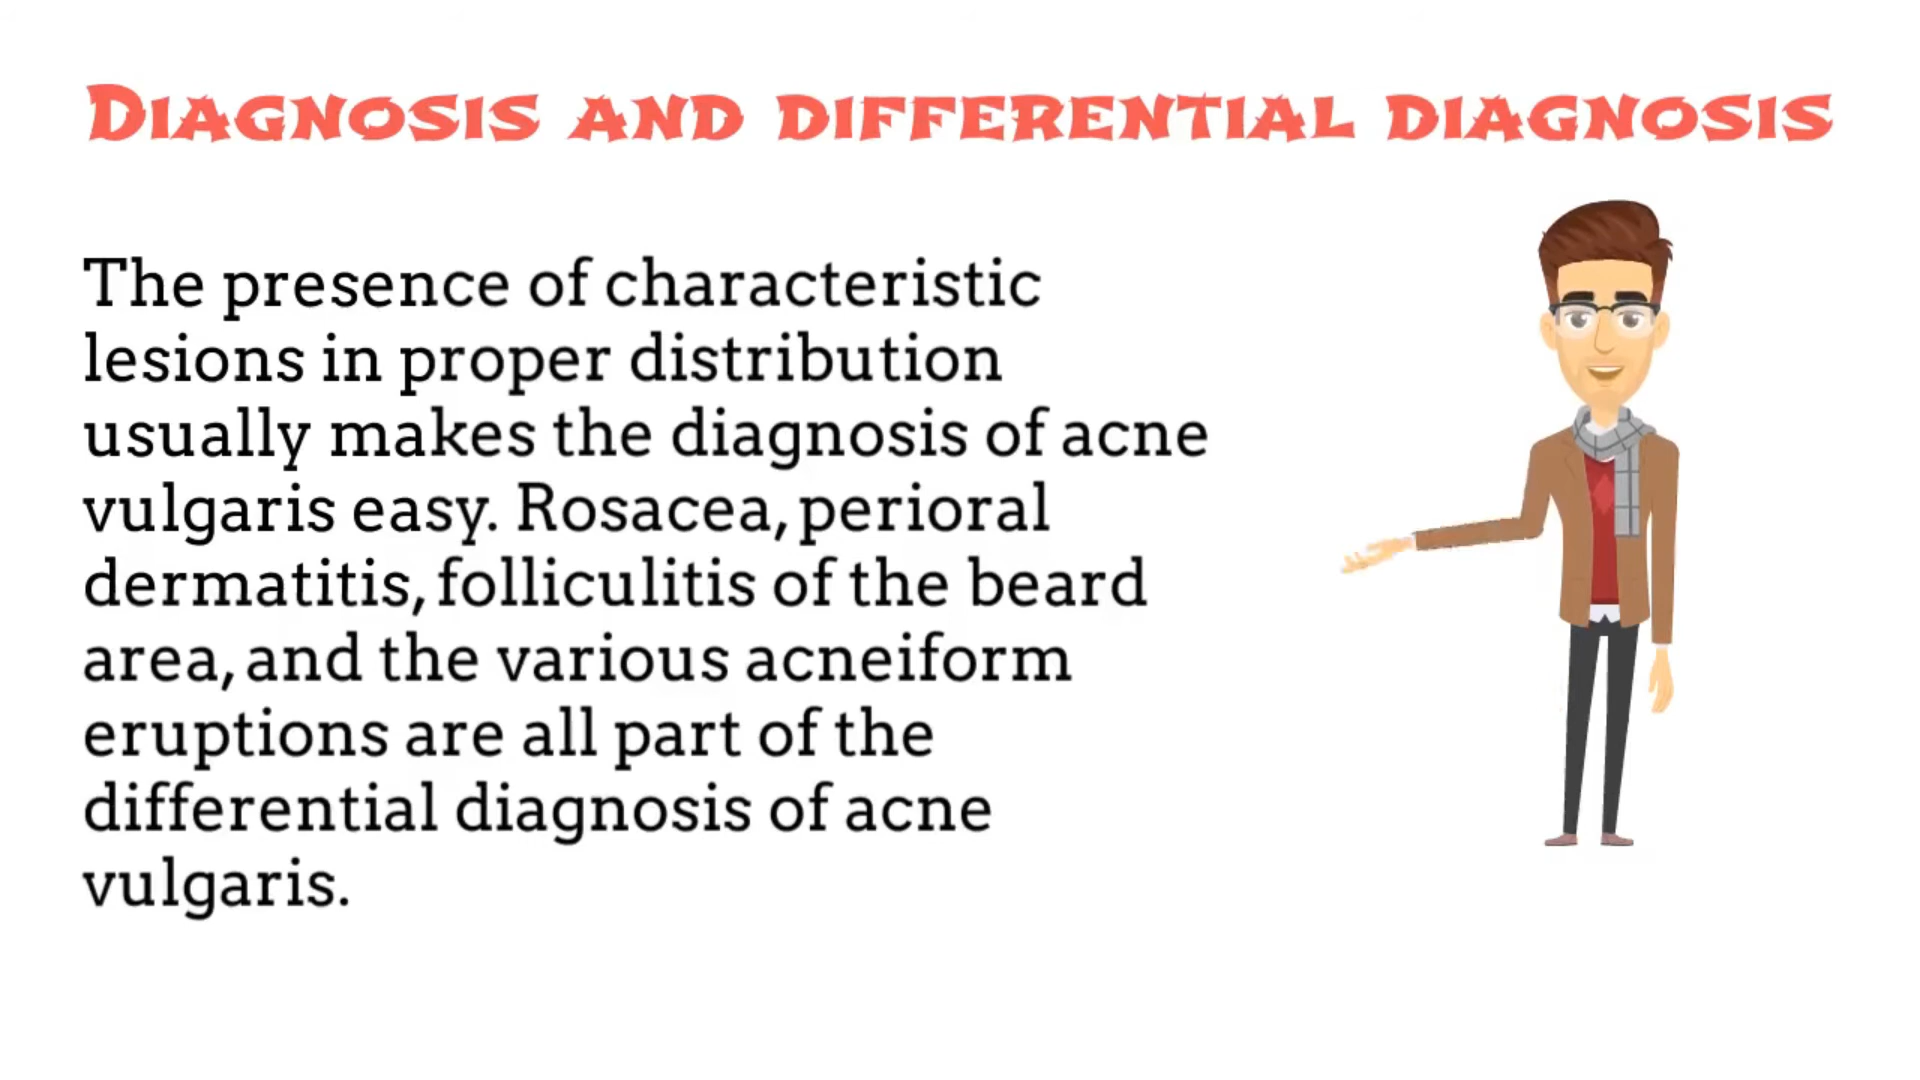 Diagnosis and differential diagnosis
The presence of characteristic
lesions in proper distribution
usually makes the diagnosis of acne
vulgaris easy. Rosacea, perioral
dermatitis, folliculitis of the beard
area, and the various acneiform
eruptions are all part of the
differential diagnosis of acne
vulgaris.